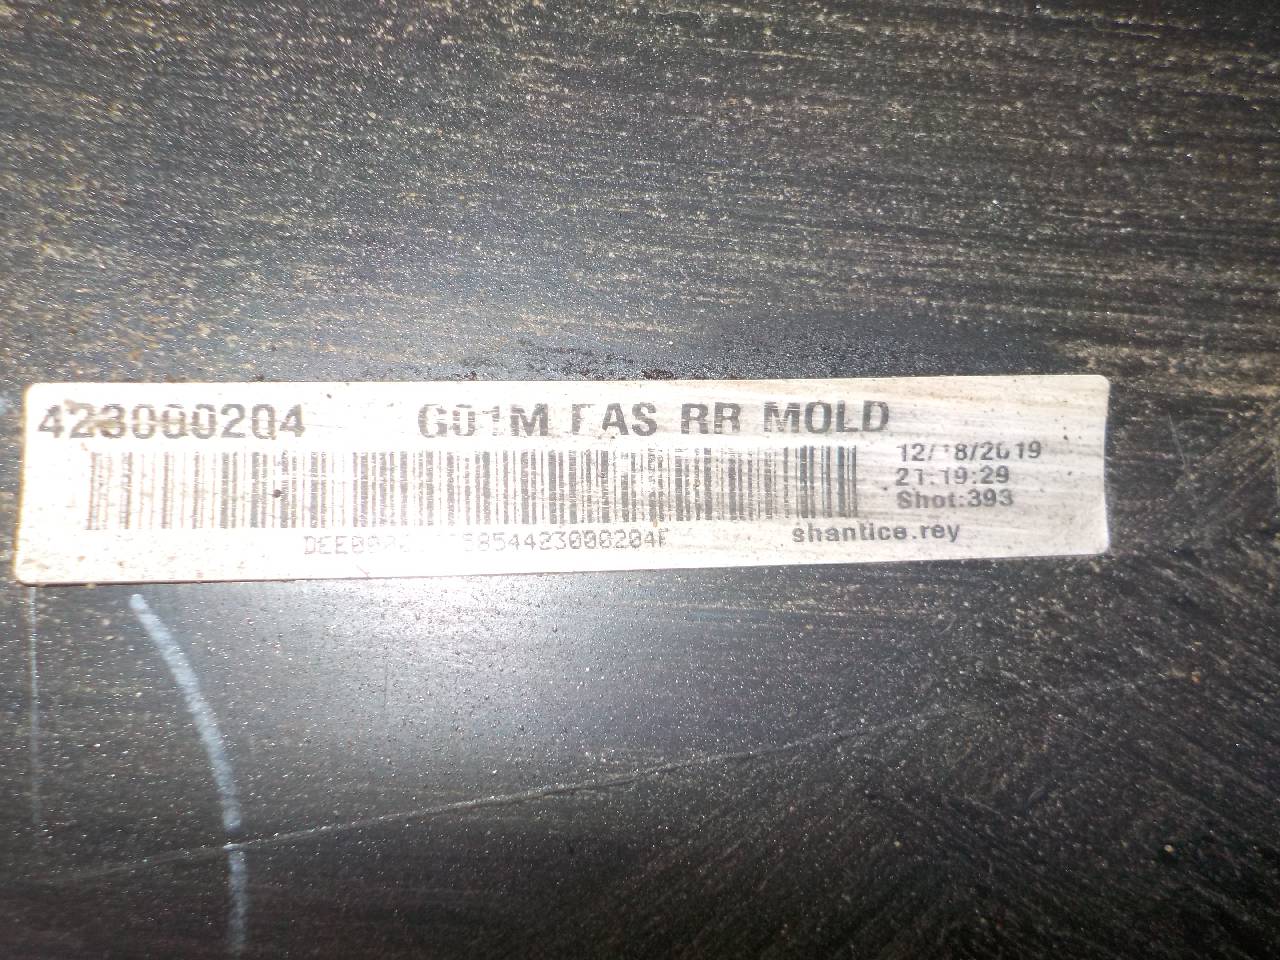 423000204 G01M FAS RR MOLD
12/18/2019
21:19:29
Shot:393
shantice.rey